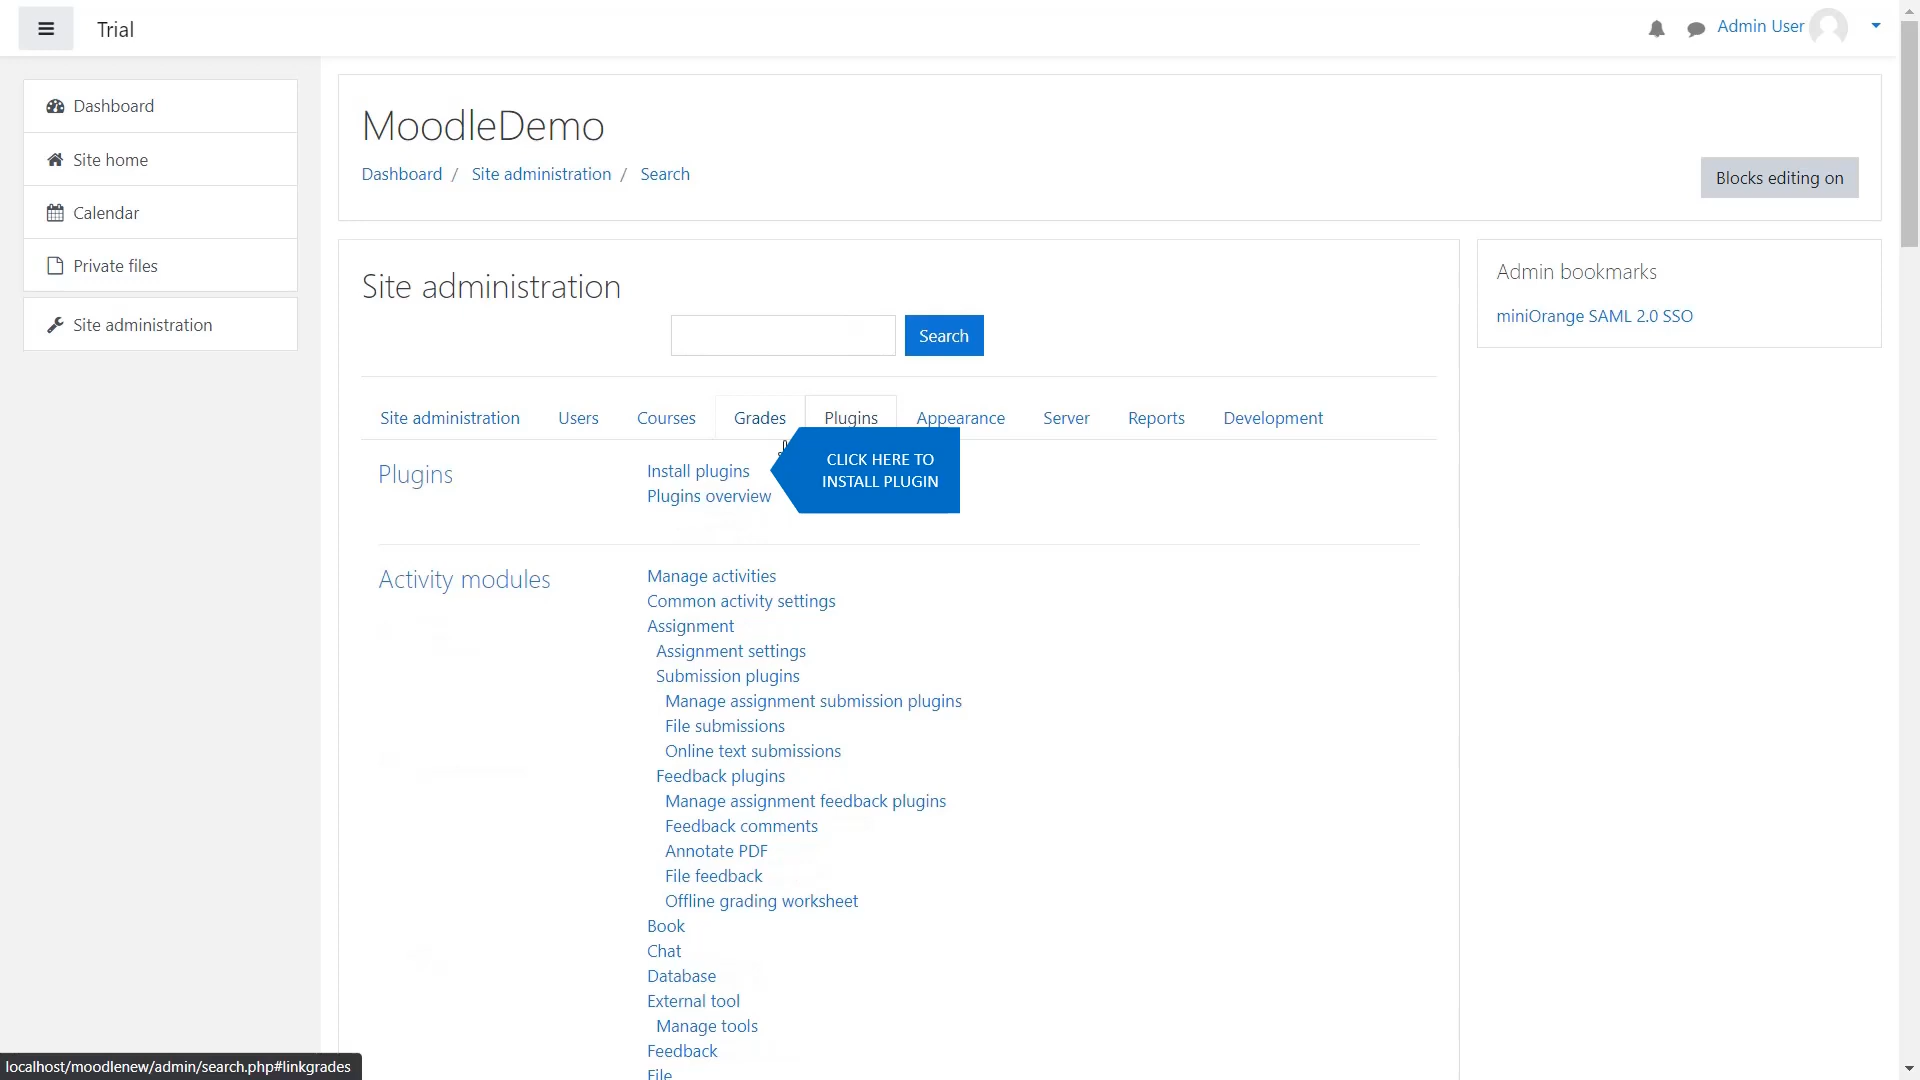 Trial
Admin User
Dashboard
Site home
Calendar
Private files
Site administration
MoodleDemo
Dashboard / Site administration / Search
Blocks editing on
Site administration
Search
Admin bookmarks
miniOrange SAML 2.0 SSO
Site administration Users Courses Grades Plugins Appearance Server Reports Development
Plugins
Install plugins
Plugins overview
CLICK HERE TO
INSTALL PLUGIN
Activity modules
Manage activities
Common activity settings
Assignment
Assignment settings
Submission plugins
Manage assignment submission plugins
File submissions
Online text submissions
Feedback plugins
Manage assignment feedback plugins
Feedback comments
Annotate PDF
File feedback
Offline grading worksheet
Book
Chat
Database
External tool
Manage tools
Feedback
File
localhost/moodlenew/admin/search.php#linkgrades